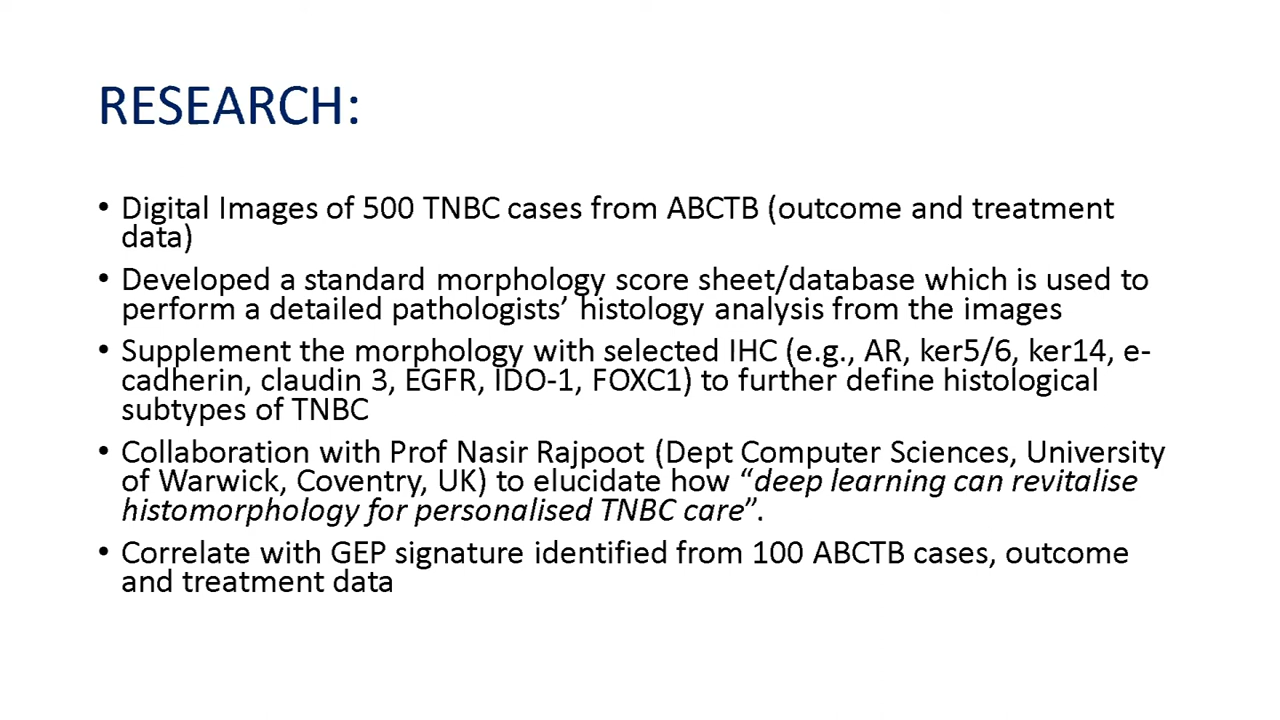 RESEARCH:
• Digital Images of 500 TNBC cases from ABCTB (outcome and treatment
data)
• Developed a standard morphology score sheet/database which is used to
perform a detailed pathologists’ histology analysis from the images
• Supplement the morphology with selected IHC (e.g., AR, ker5/6, ker14, e-
cadherin, claudin 3, EGFR, IDO-1, FOXC1) to further define histological
subtypes of TNBC
• Collaboration with Prof Nasir Rajpoot (Dept Computer Sciences, University
of Warwick, Coventry, UK) to elucidate how “deep learning can revitalise
histomorphology for personalised TNBC care”.
• Correlate with GEP signature identified from 100 ABCTB cases, outcome
and treatment data